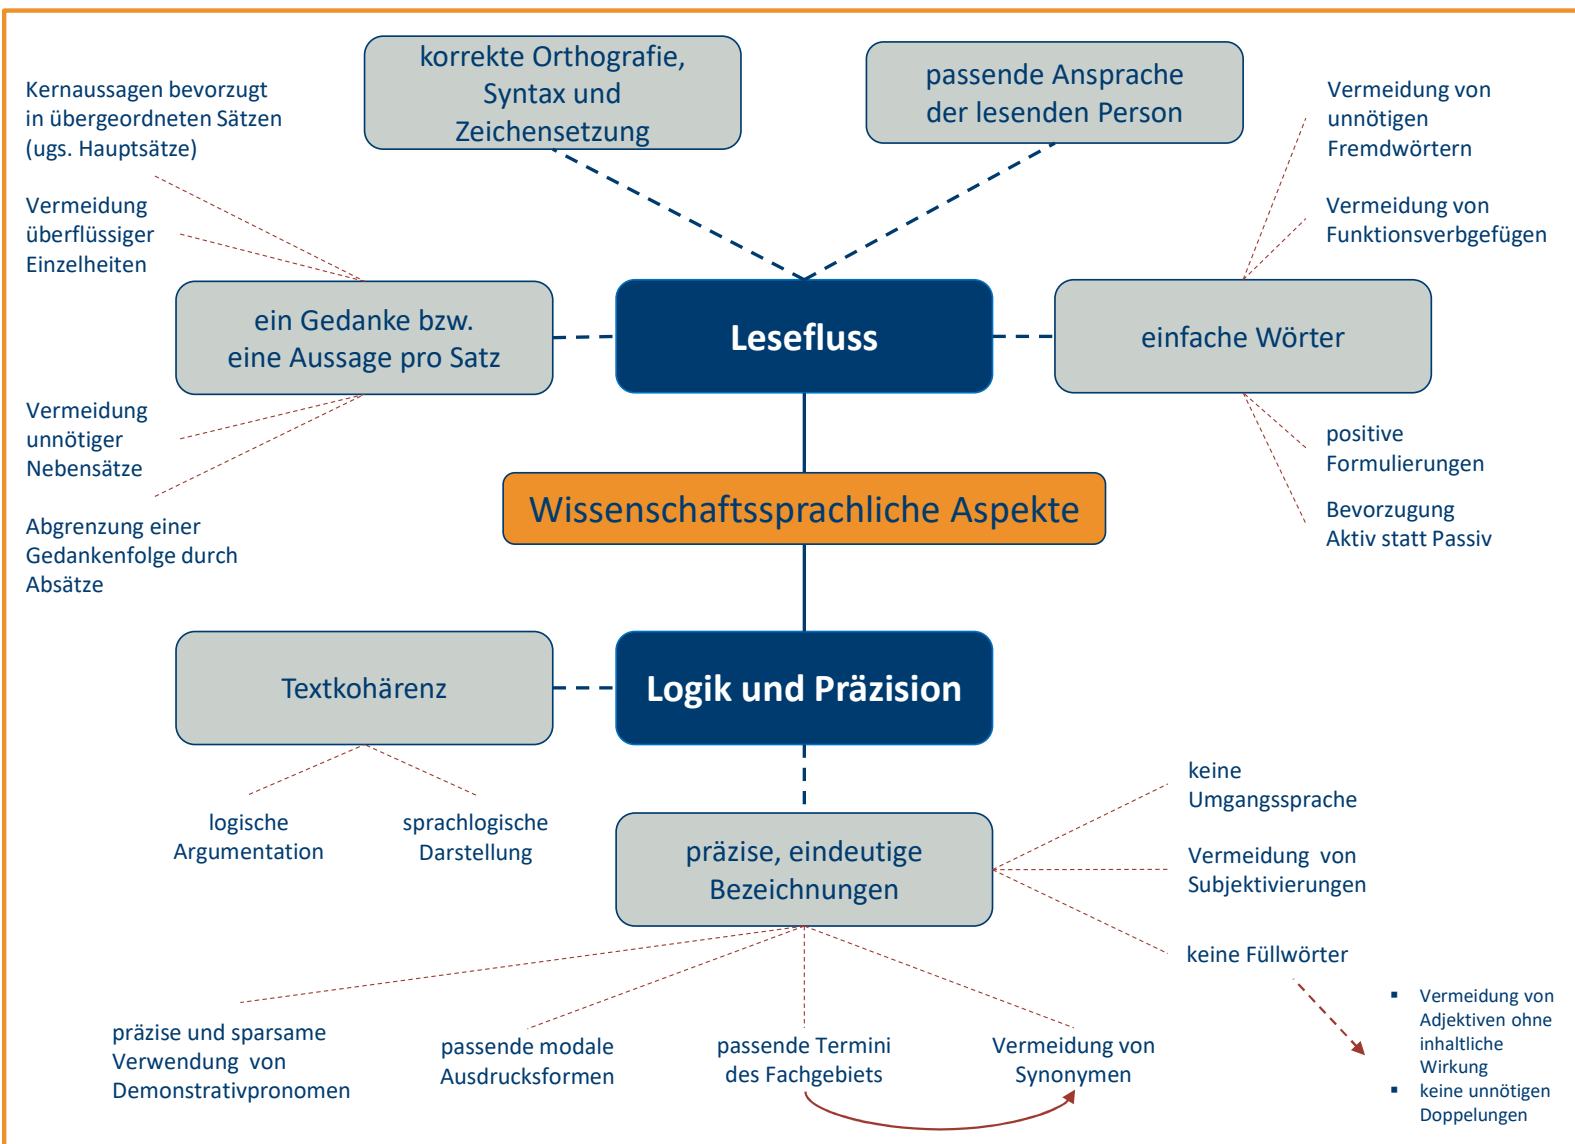 korrekte Orthografie,
Syntax und
Zeichensetzung
passende Ansprache
der lesenden Person
Kernaussagen bevorzugt
in übergeordneten Sätzen
(ugs. Hauptsätze)
Vermeidung
überflüssiger
Einzelheiten
Vermeidung von
unnötigen
Fremdwörtern
Vermeidung von
Funktionsverbgefügen
ein Gedanke bzw.
eine Aussage pro Satz
Lesefluss
einfache Wörter
Vermeidung
unnötiger
Nebensätze
Abgrenzung einer
Gedankenfolge durch
Absätze
positive
Formulierungen
Bevorzugung
Aktiv statt Passiv
Wissenschaftssprachliche Aspekte
Textkohärenz
Logik und Präzision
logische
Argumentation
sprachlogische
Darstellung
präzise, eindeutige
Bezeichnungen
keine
Umgangssprache
Vermeidung von
Subjektivierungen
keine Füllwörter
▪ Vermeidung von
Adjektiven ohne
inhaltliche
Wirkung
▪ keine unnötigen
Doppelungen
präzise und sparsame
Verwendung von
Demonstrativpronomen
passende modale
Ausdrucksformen
passende Termini
des Fachgebiets
Vermeidung von
Synonymen